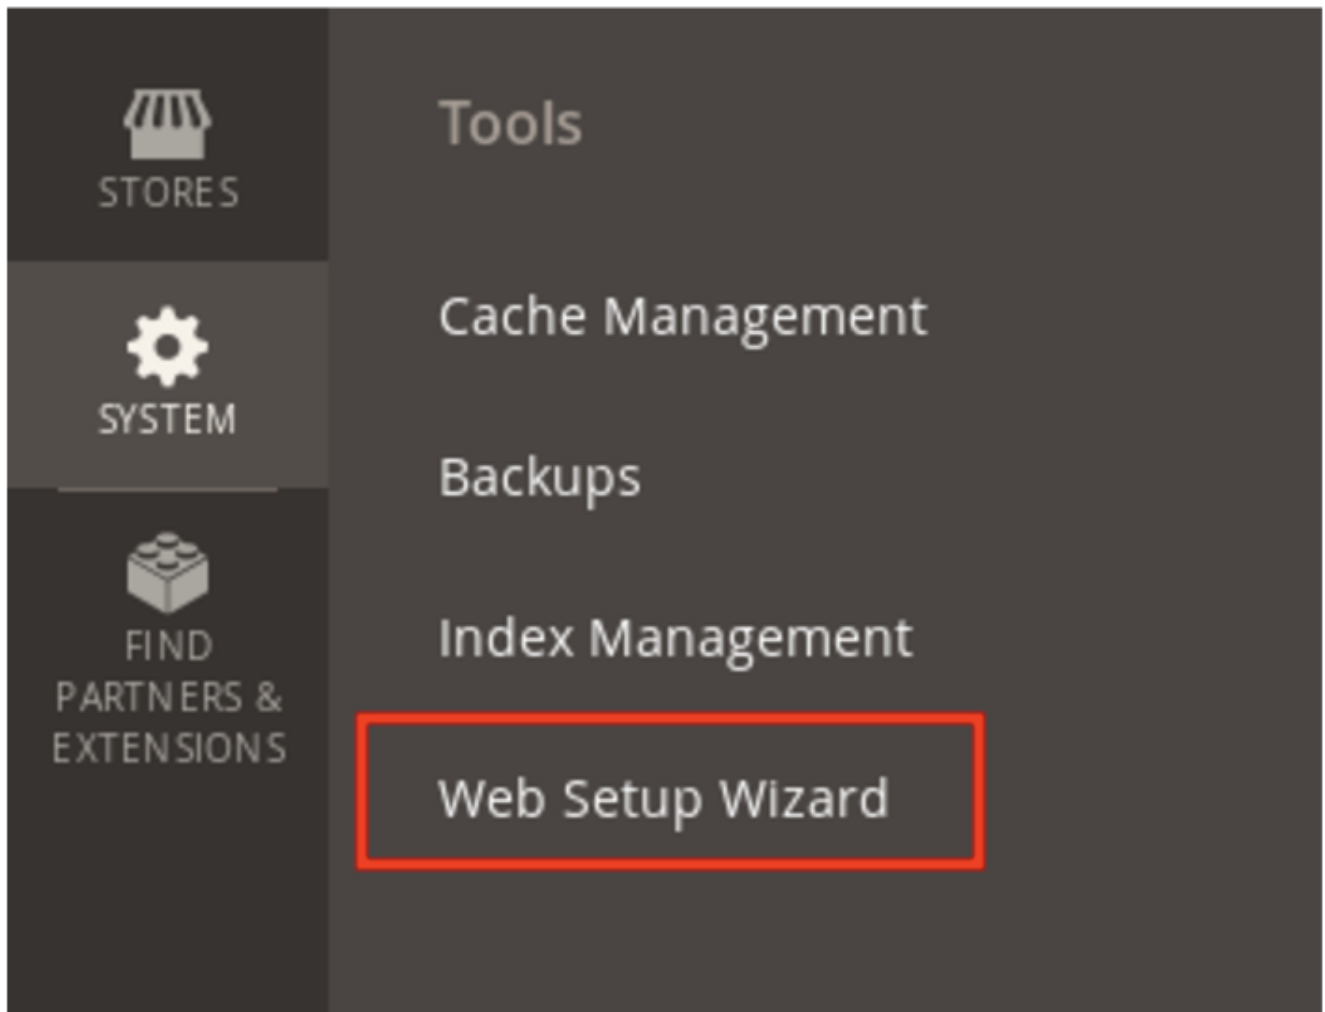 STORES
SYSTEM
FIND
PARTNERS &
EXTENSIONS
Tools
Cache Management
Backups
Index Management
Web Setup Wizard